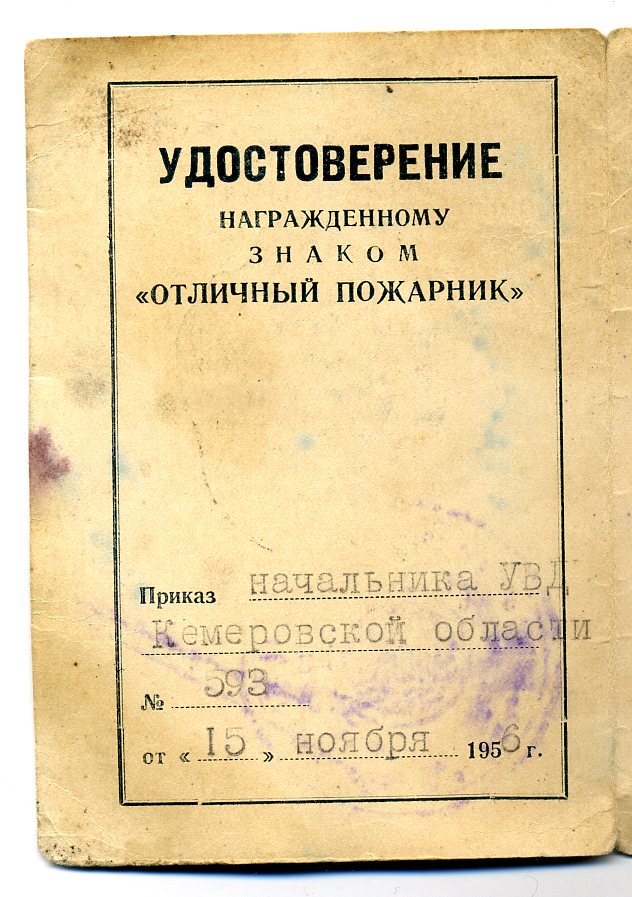 УДОСТОВЕРЕНИЕ
НАГРАЖДЕННОМУ
ЗНАКОМ
«ОТЛИЧНЫЙ ПОЖАРНИК»
Приказ начальника УВД
Кемеровской области
№ 593
от « 15 » ноября 1956 г.